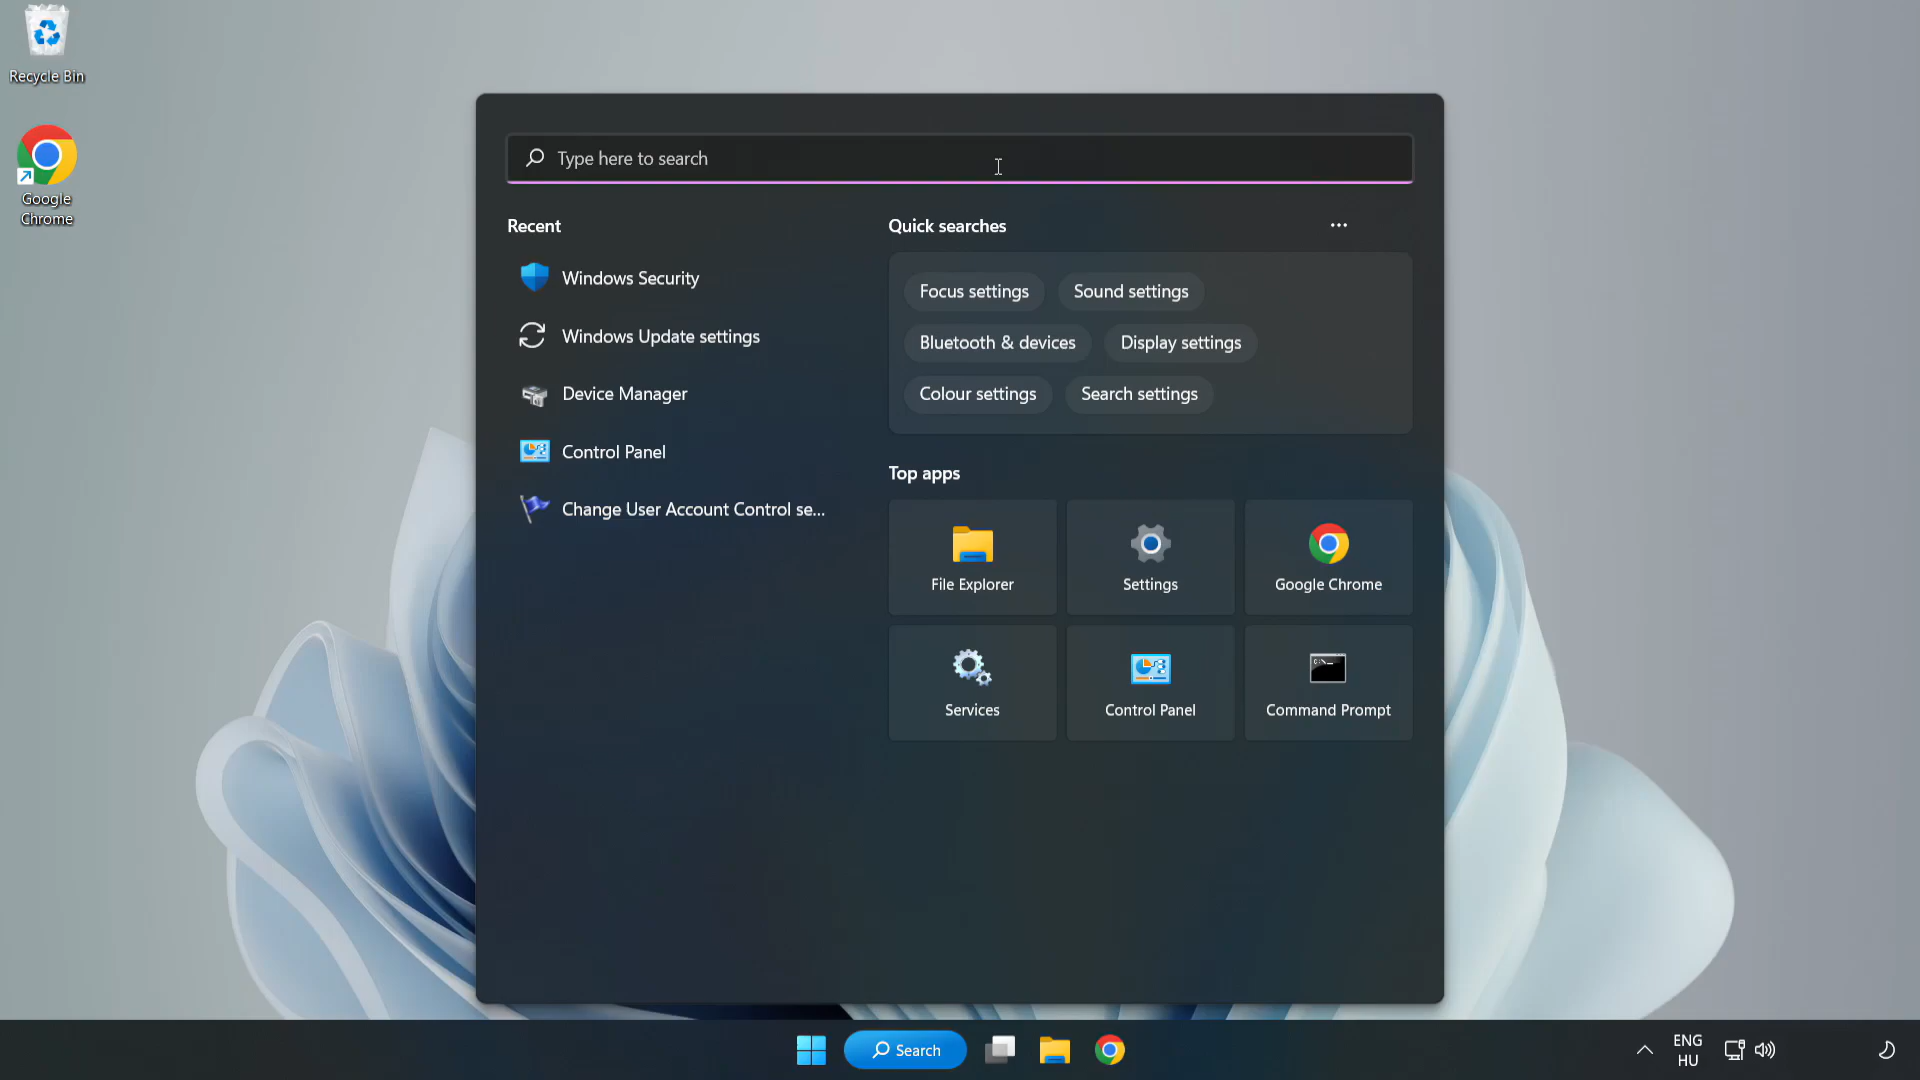 Recycle Bin
Google
Chrome
Type here to search
Recent
Windows Security
Windows Update settings
Device Manager
Control Panel
Change User Account Control se...
Quick searches
Focus settings
Sound settings
Bluetooth & devices
Display settings
Colour settings
Search settings
Top apps
File Explorer
Settings
Google Chrome
Services
Control Panel
Command Prompt
Search
ENG
HU